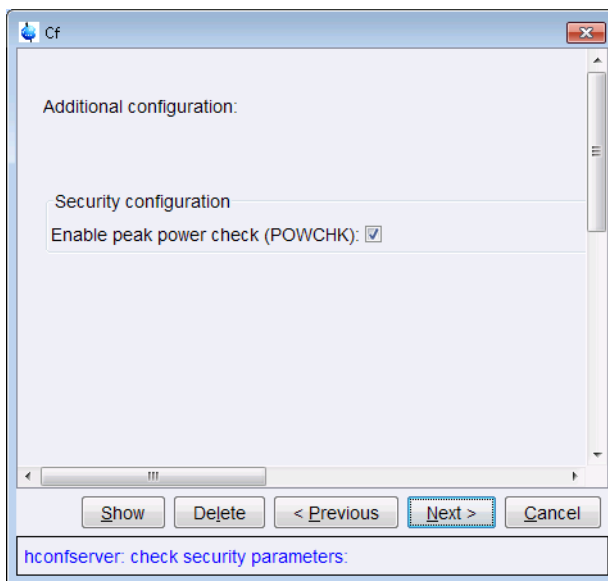 Cf
Additional configuration:
Security configuration
Enable peak power check (POWCHK):
Show Delete < Previous Next > Cancel
hconfserver: check security parameters: